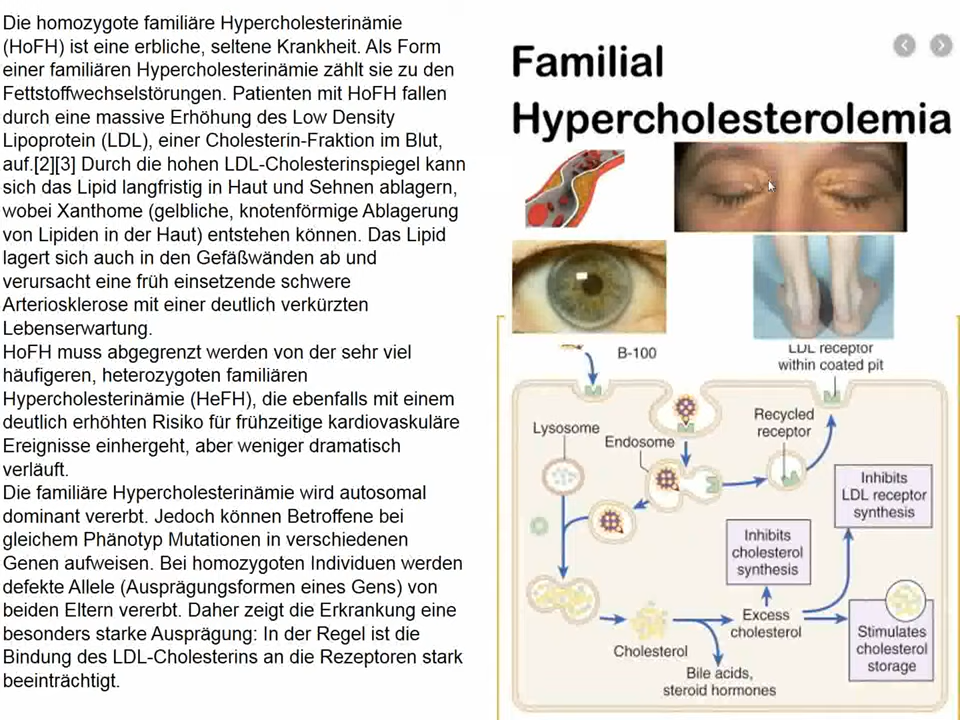 Die homozygote familiäre Hypercholesterinämie
(HoFH) ist eine erbliche, seltene Krankheit. Als Form
einer familiären Hypercholesterinämie zählt sie zu den
Fettstoffwechselstörungen. Patienten mit HoFH fallen
durch eine massive Erhöhung des Low Density
Lipoprotein (LDL), einer Cholesterin-Fraktion im Blut,
auf.[2][3] Durch die hohen LDL-Cholesterinspiegel kann
sich das Lipid langfristig in Haut und Sehnen ablagern,
wobei Xanthome (gelbliche, knotenförmige Ablagerung
von Lipiden in der Haut) entstehen können. Das Lipid
lagert sich auch in den Gefäßwänden ab und
verursacht eine früh einsetzende schwere
Arteriosklerose mit einer deutlich verkürzten
Lebenserwartung.
HoFH muss abgegrenzt werden von der sehr viel
häufigeren, heterozygoten familiären
Hypercholesterinämie (HeFH), die ebenfalls mit einem
deutlich erhöhten Risiko für frühzeitige kardiovaskuläre
Ereignisse einhergeht, aber weniger dramatisch
verläuft.
Die familiäre Hypercholesterinämie wird autosomal
dominant vererbt. Jedoch können Betroffene bei
gleichem Phänotyp Mutationen in verschiedenen
Genen aufweisen. Bei homozygoten Individuen werden
defekte Allele (Ausprägungsformen eines Gens) von
beiden Eltern vererbt. Daher zeigt die Erkrankung eine
besonders starke Ausprägung: In der Regel ist die
Bindung des LDL-Cholesterins an die Rezeptoren stark
beeinträchtigt.
Familial
Hypercholesterolemia
B-100
LDL receptor
within coated pit
Lysosome
Endosome
Recycled
receptor
Inhibits
LDL receptor
synthesis
Inhibits
cholesterol
synthesis
Excess
cholesterol
Cholesterol
Stimulates
cholesterol
storage
Bile acids,
steroid hormones